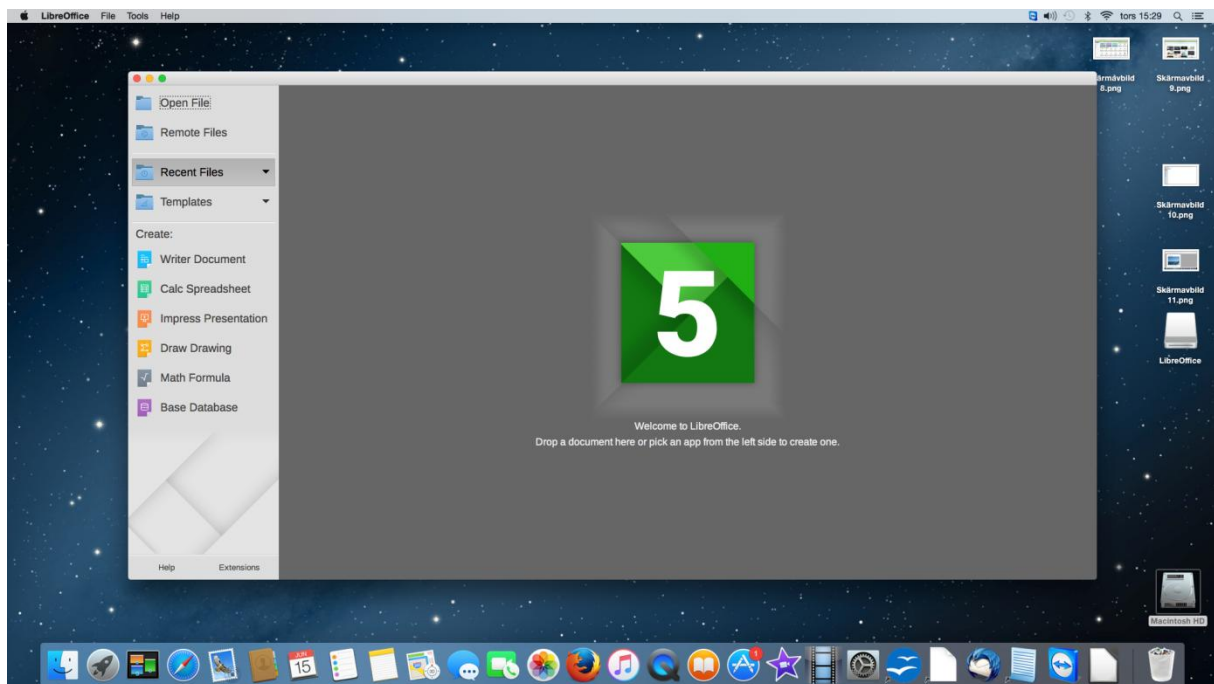 LibreOffice File Tools Help
tors 15:29
Skärmavbild
8.png
Skärmavbild
9.png
Open File
Remote Files
Recent Files
Templates
Create:
Writer Document
Calc Spreadsheet
Impress Presentation
Draw Drawing
Math Formula
Base Database
Help Extensions
5
Welcome to LibreOffice.
Drop a document here or pick an app from the left side to create one.
Skärmavbild
10.png
Skärmavbild
11.png
LibreOffice
Macintosh HD
JUN
15
1